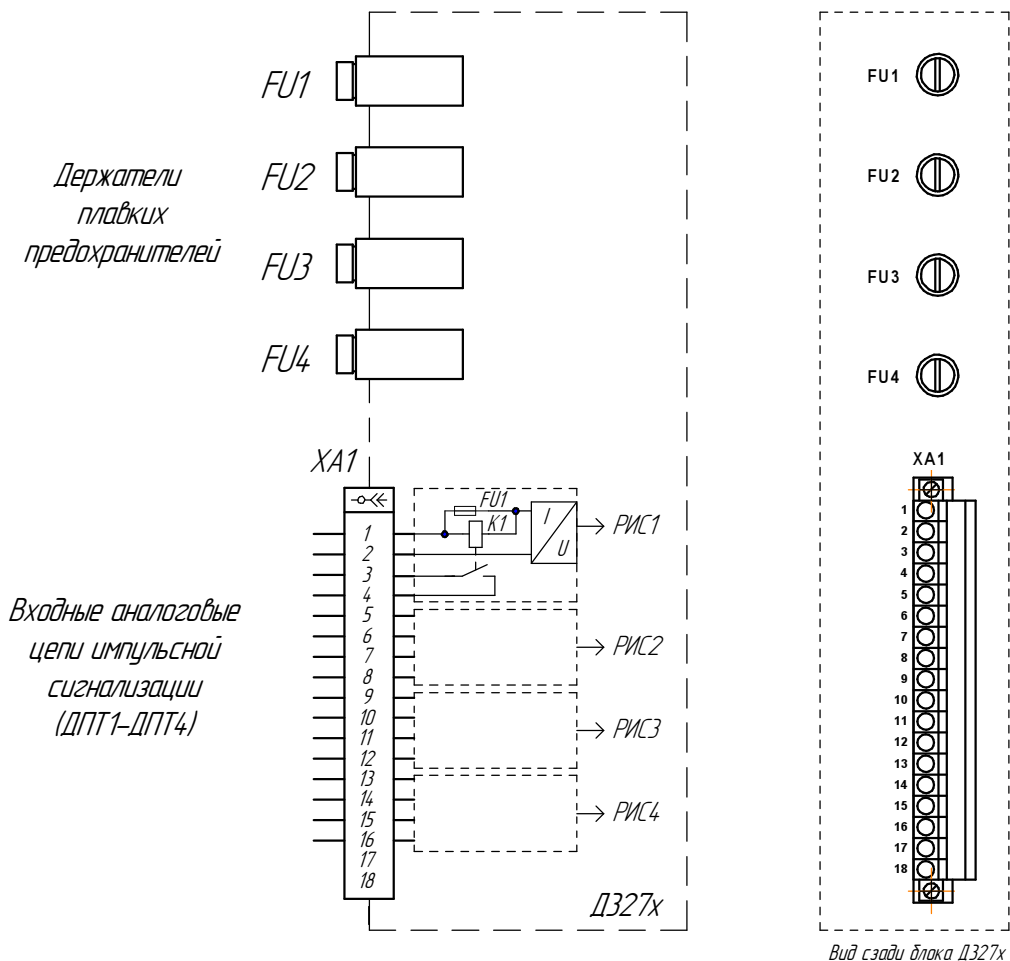 FU1
FU2
FU3
FU4
Держатели
плавких
предохранителей
XA1
1
2
3
4
5
6
7
8
9
10
11
12
13
14
15
16
17
18
FU1
K1
I
U
РИС1
РИС2
РИС3
РИС4
Входные аналоговые
цепи импульсной
сигнализации
(ДПТ1-ДПТ4)
Д327х
FU1
FU2
FU3
FU4
XA1
1
2
3
4
5
6
7
8
9
10
11
12
13
14
15
16
17
18
Вид сзади блока Д327х